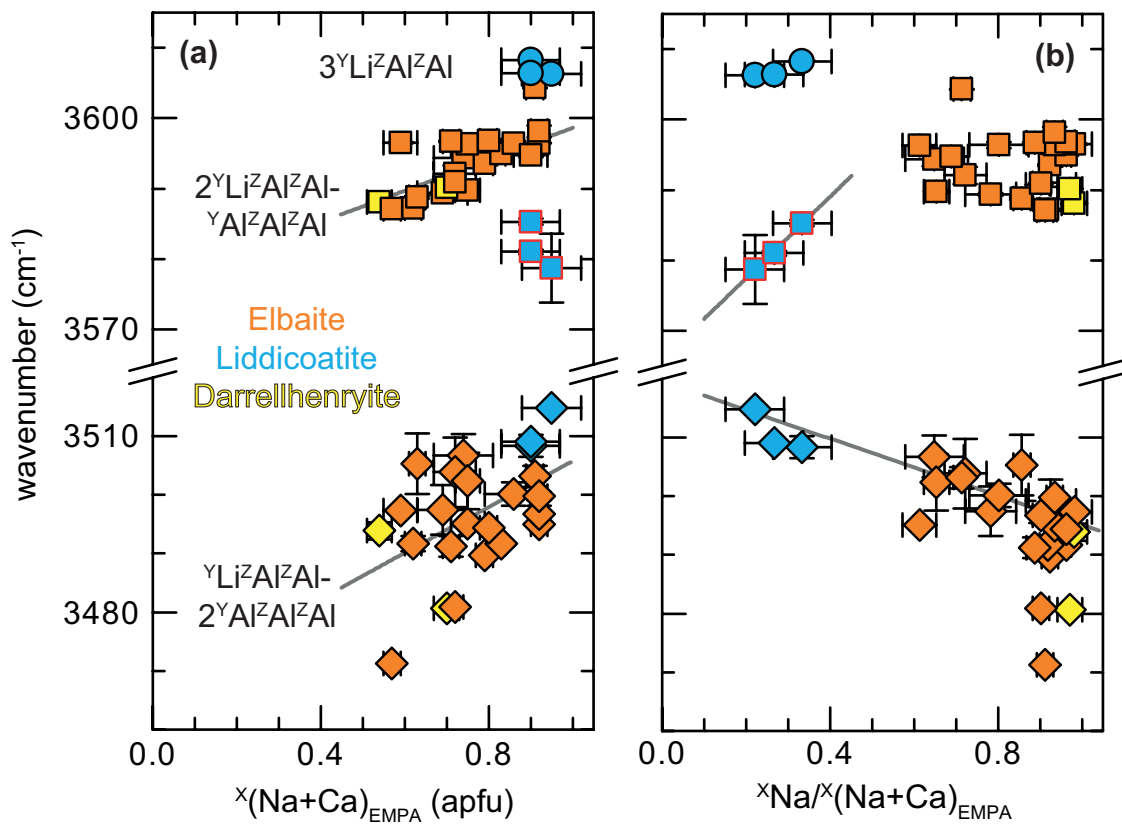 (a)
(b)
3ʸLiᶻAlᶻAl
3600
2ʸLiᶻAlᶻAl-
ʸAlᶻAlᶻAl
wavenumber (cm⁻¹)
3570
Elbaite
Liddicoatite
Darrellhenryite
3510
ʸLiᶻAlᶻAl-
2ʸAlᶻAlᶻAl
3480
0.0 0.4 0.8
0.0 0.4 0.8
ˣ(Na+Ca)EMPA (apfu)
ˣNa/ˣ(Na+Ca)EMPA